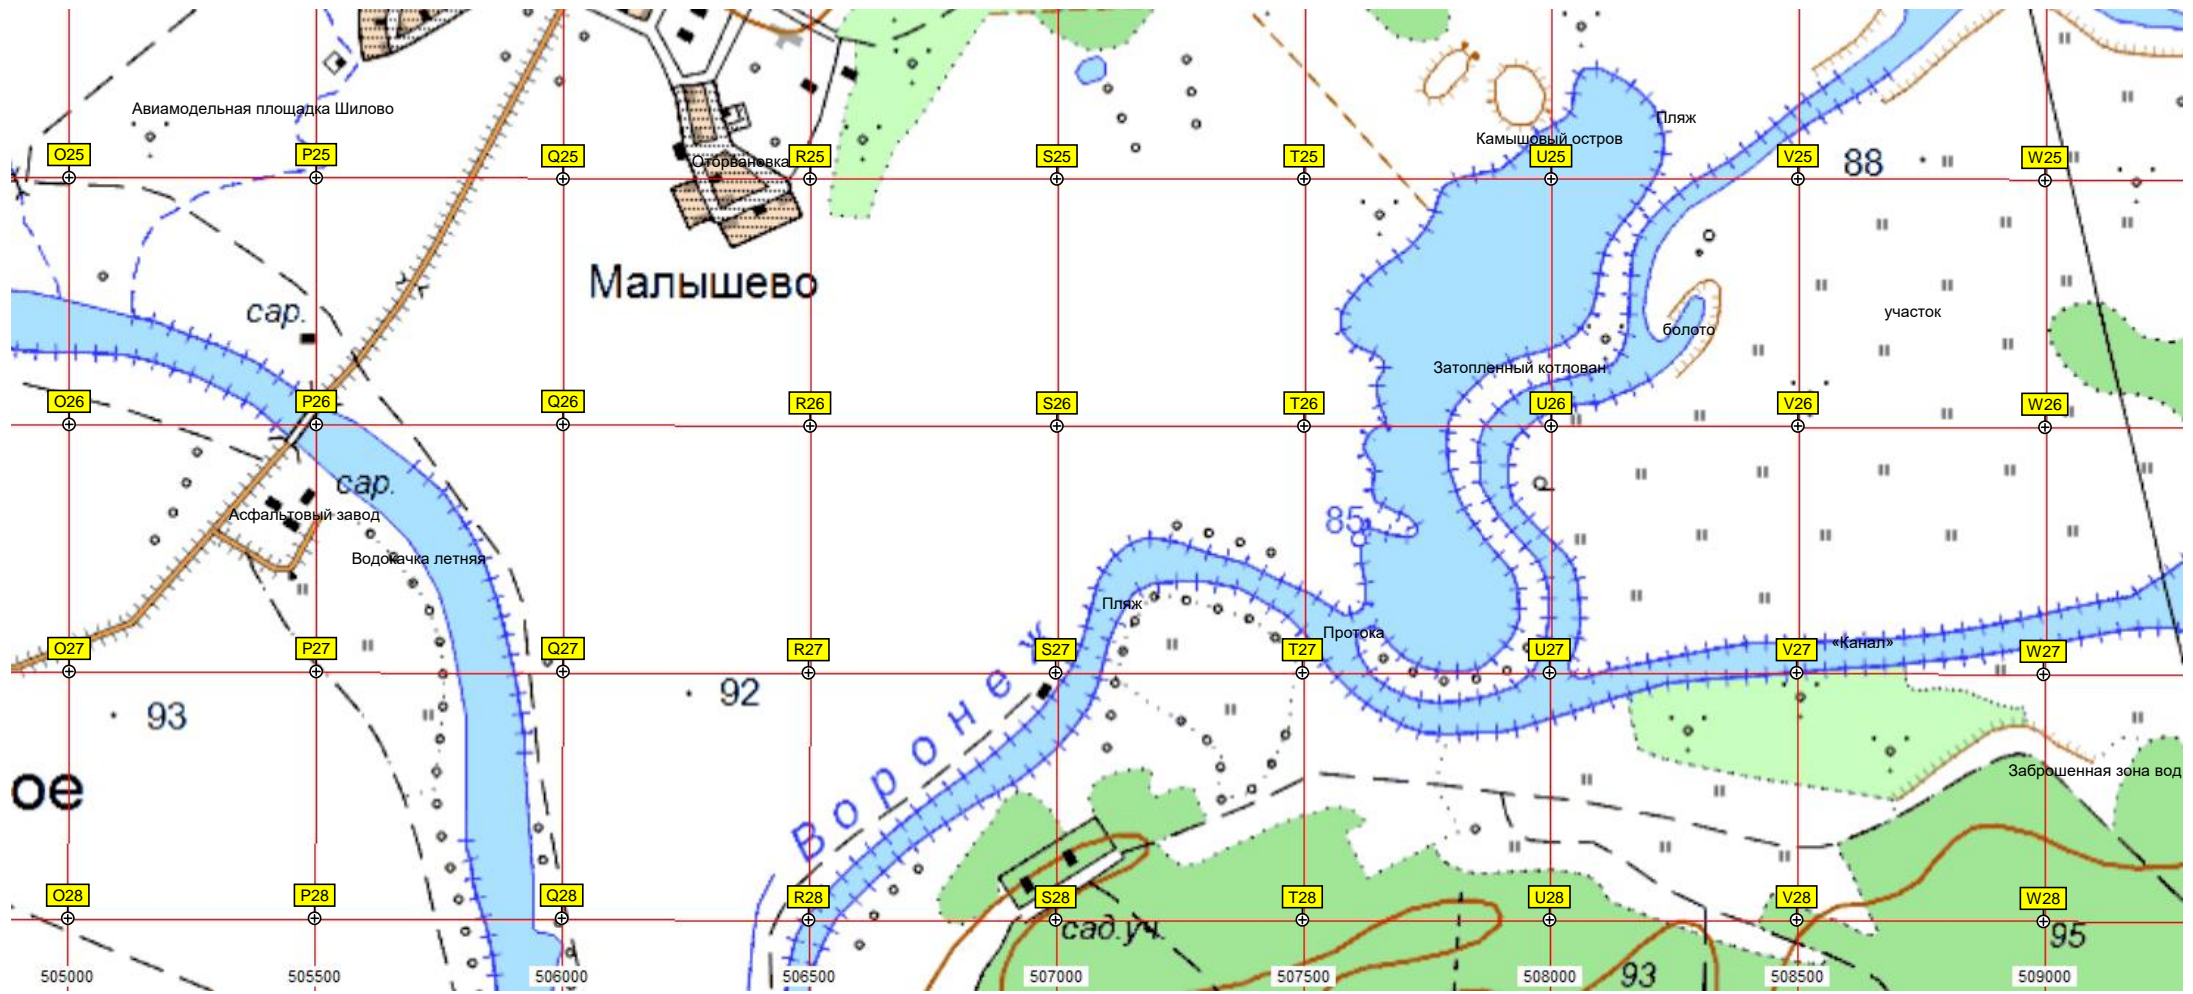 Авиамодельная площадка Шилово
Пляж
Камышовый остров
O25
P25
Q25
Оторвановка
R25
S25
T25
U25
V25
88
W25
Малышево
сар.
участок
болото
Затопленный котлован
O26
P26
Q26
R26
S26
T26
U26
V26
W26
сар.
Асфальтовый завод
85
Водокачка летняя
Пляж
Протока
«Канал»
O27
P27
Q27
R27
S27
T27
U27
V27
W27
93
92
Воронеж
ое
Заброшенная зона вод
O28
P28
Q28
R28
S28
T28
U28
V28
W28
сад.уч.
95
93
505000
505500
506000
506500
507000
507500
508000
508500
509000